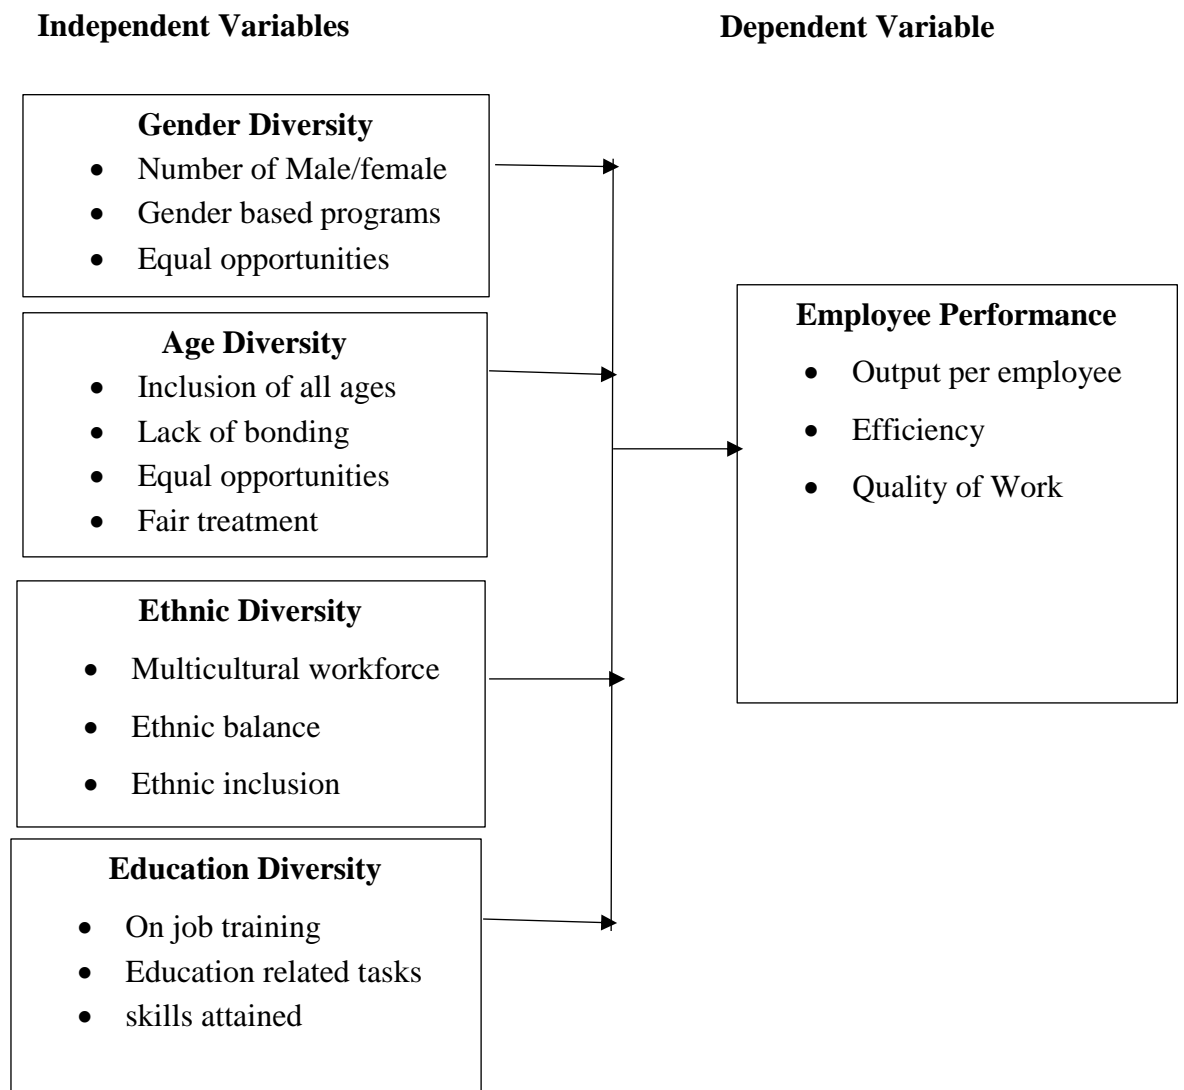 Independent Variables
Dependent Variable
Gender Diversity
• Number of Male/female
• Gender based programs
• Equal opportunities
Age Diversity
• Inclusion of all ages
• Lack of bonding
• Equal opportunities
• Fair treatment
Ethnic Diversity
• Multicultural workforce
• Ethnic balance
• Ethnic inclusion
Education Diversity
• On job training
• Education related tasks
• skills attained
Employee Performance
• Output per employee
• Efficiency
• Quality of Work